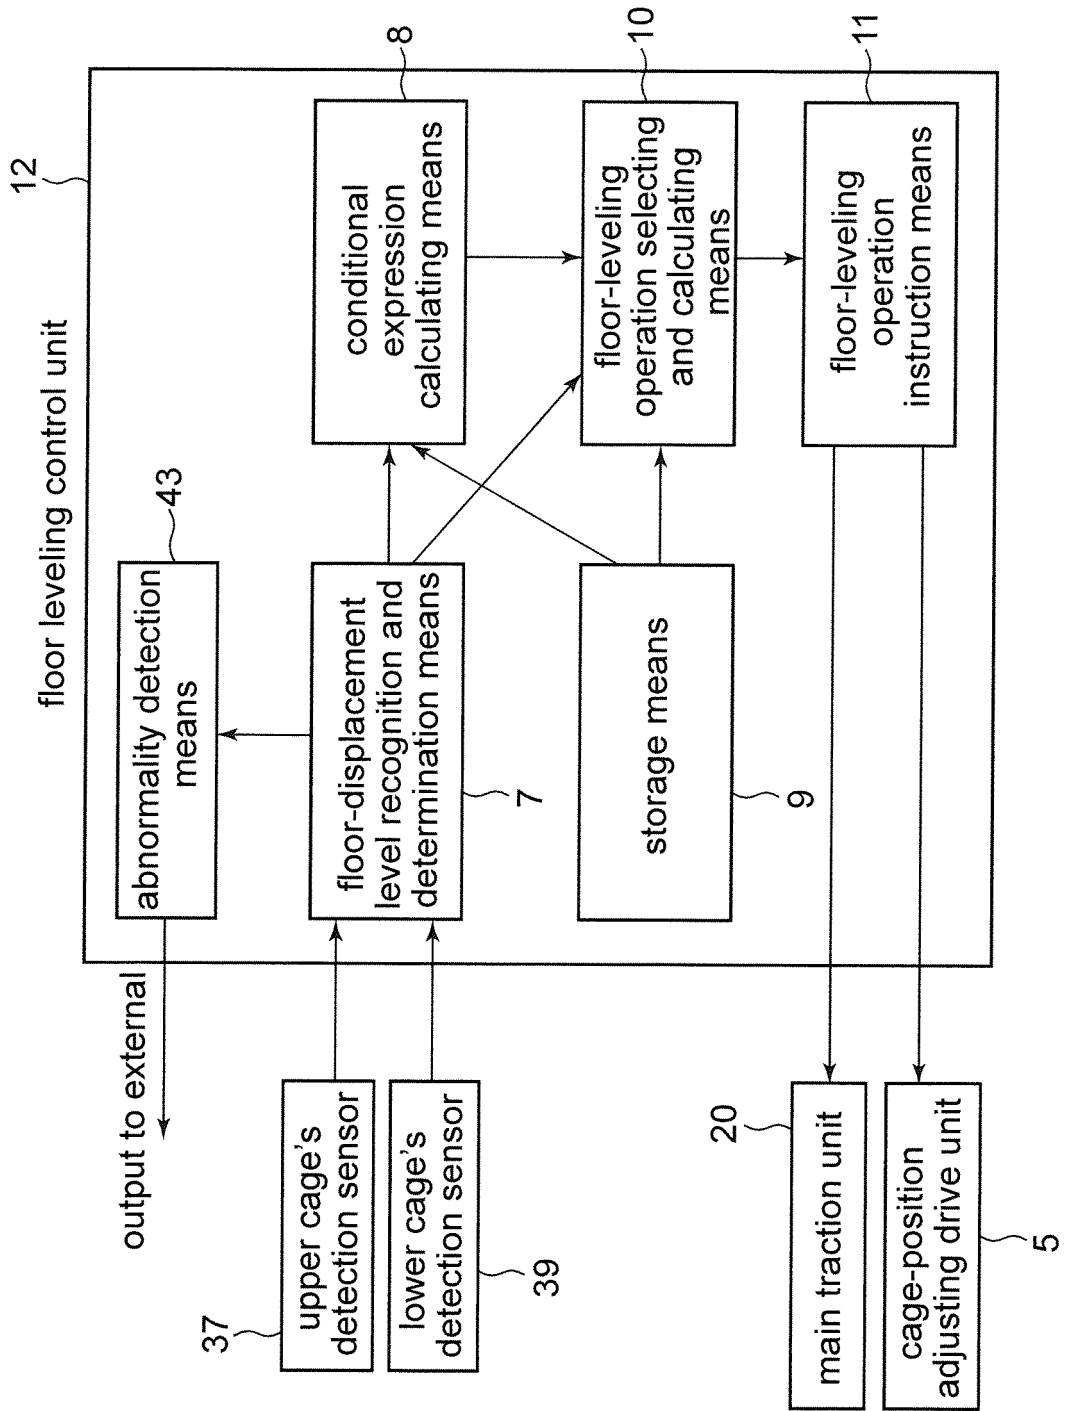 floor leveling control unit
12
output to external
abnormality detection
means
43
37
upper cage's
detection sensor
lower cage's
detection sensor
39
floor-displacement
level recognition and
determination means
7
conditional
expression
calculating means
8
storage means
9
floor-leveling
operation selecting
and calculating
means
10
floor-leveling
operation
instruction means
11
20
main traction unit
cage-position
adjusting drive unit
5